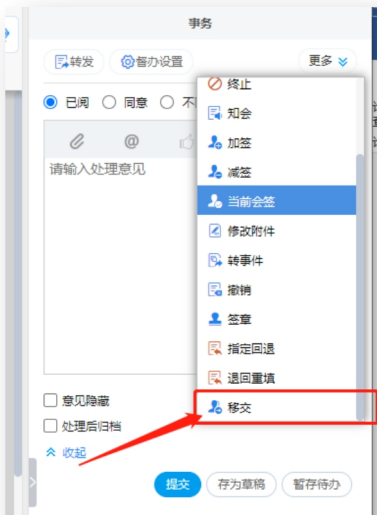 事务
转发 督办设置 更多
已阅 同意 不
终止
知会
加签
减签
当前会签
修改附件
转事件
撤销
签章
指定回退
退回重填
移交
@
请输入处理意见
意见隐藏
处理后归档
收起
提交 存为草稿 暂存待办